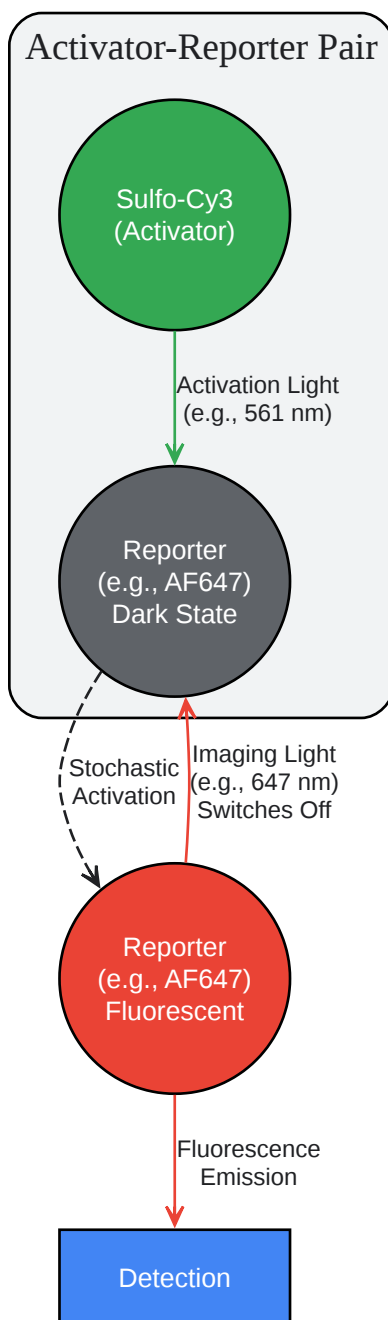 Activator-Reporter Pair
Sulfo-Cy3
(Activator)
Activation Light
(e.g., 561 nm)
Reporter
(e.g., AF647)
Dark State
Stochastic
Activation
Imaging Light
(e.g., 647 nm)
Switches Off
Reporter
(e.g., AF647)
Fluorescent
Fluorescence
Emission
Detection